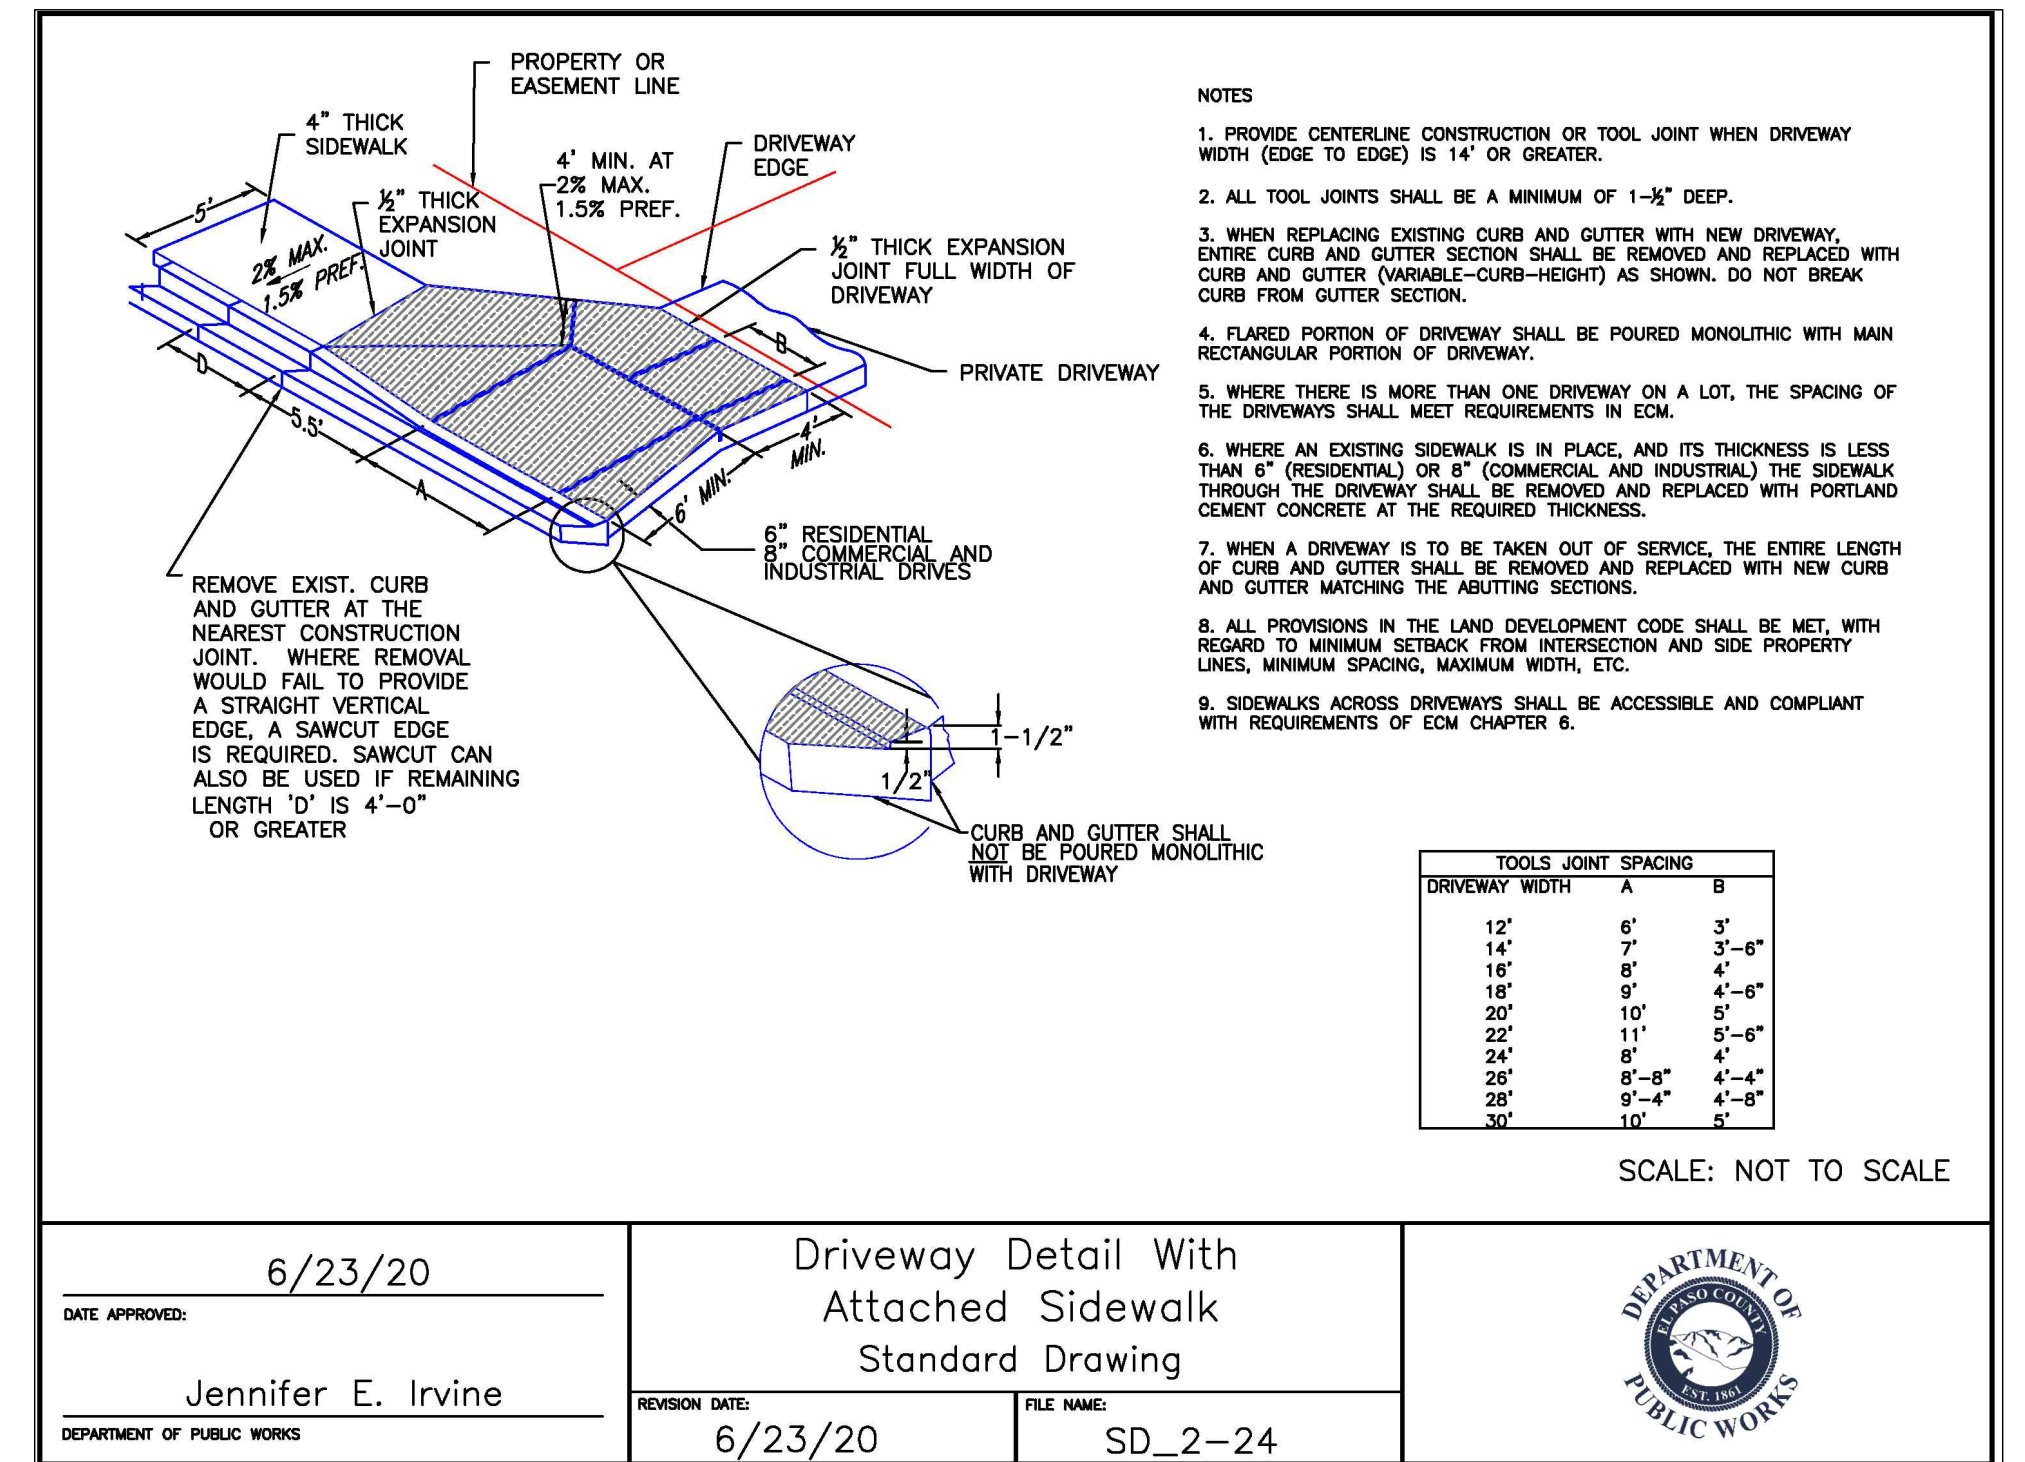 PROPERTY OR
EASEMENT LINE
4" THICK
SIDEWALK
4' MIN. AT
2% MAX.
1.5% PREF.
DRIVEWAY
EDGE
½" THICK
EXPANSION
JOINT
5'
2% MAX.
1.5% PREF.
½" THICK EXPANSION
JOINT FULL WIDTH OF
DRIVEWAY
B
PRIVATE DRIVEWAY
D
5.5'
A
4'
MIN.
6' MIN.
6" RESIDENTIAL
8" COMMERCIAL AND
INDUSTRIAL DRIVES
REMOVE EXIST. CURB
AND GUTTER AT THE
NEAREST CONSTRUCTION
JOINT. WHERE REMOVAL
WOULD FAIL TO PROVIDE
A STRAIGHT VERTICAL
EDGE, A SAWCUT EDGE
IS REQUIRED. SAWCUT CAN
ALSO BE USED IF REMAINING
LENGTH 'D' IS 4'-0"
OR GREATER
1-1/2"
1/2"
CURB AND GUTTER SHALL
NOT BE POURED MONOLITHIC
WITH DRIVEWAY
NOTES
1. PROVIDE CENTERLINE CONSTRUCTION OR TOOL JOINT WHEN DRIVEWAY
WIDTH (EDGE TO EDGE) IS 14' OR GREATER.
2. ALL TOOL JOINTS SHALL BE A MINIMUM OF 1-½" DEEP.
3. WHEN REPLACING EXISTING CURB AND GUTTER WITH NEW DRIVEWAY,
ENTIRE CURB AND GUTTER SECTION SHALL BE REMOVED AND REPLACED WITH
CURB AND GUTTER (VARIABLE-CURB-HEIGHT) AS SHOWN. DO NOT BREAK
CURB FROM GUTTER SECTION.
4. FLARED PORTION OF DRIVEWAY SHALL BE POURED MONOLITHIC WITH MAIN
RECTANGULAR PORTION OF DRIVEWAY.
5. WHERE THERE IS MORE THAN ONE DRIVEWAY ON A LOT, THE SPACING OF
THE DRIVEWAYS SHALL MEET REQUIREMENTS IN ECM.
6. WHERE AN EXISTING SIDEWALK IS IN PLACE, AND ITS THICKNESS IS LESS
THAN 6" (RESIDENTIAL) OR 8" (COMMERCIAL AND INDUSTRIAL) THE SIDEWALK
THROUGH THE DRIVEWAY SHALL BE REMOVED AND REPLACED WITH PORTLAND
CEMENT CONCRETE AT THE REQUIRED THICKNESS.
7. WHEN A DRIVEWAY IS TO BE TAKEN OUT OF SERVICE, THE ENTIRE LENGTH
OF CURB AND GUTTER SHALL BE REMOVED AND REPLACED WITH NEW CURB
AND GUTTER MATCHING THE ABUTTING SECTIONS.
8. ALL PROVISIONS IN THE LAND DEVELOPMENT CODE SHALL BE MET, WITH
REGARD TO MINIMUM SETBACK FROM INTERSECTION AND SIDE PROPERTY
LINES, MINIMUM SPACING, MAXIMUM WIDTH, ETC.
9. SIDEWALKS ACROSS DRIVEWAYS SHALL BE ACCESSIBLE AND COMPLIANT
WITH REQUIREMENTS OF ECM CHAPTER 6.
TOOLS JOINT SPACING
DRIVEWAY WIDTH A B
12' 6' 3'
14' 7' 3'-6"
16' 8' 4'
18' 9' 4'-6"
20' 10' 5'
22' 11' 5'-6"
24' 8' 4'
26' 8'-8" 4'-4"
28' 9'-4" 4'-8"
30' 10' 5'
SCALE: NOT TO SCALE
6/23/20
DATE APPROVED:
Jennifer E. Irvine
DEPARTMENT OF PUBLIC WORKS
Driveway Detail With
Attached Sidewalk
Standard Drawing
REVISION DATE:
6/23/20
FILE NAME:
SD_2-24
DEPARTMENT OF
EL PASO COUNTY
EST. 1861
PUBLIC WORKS